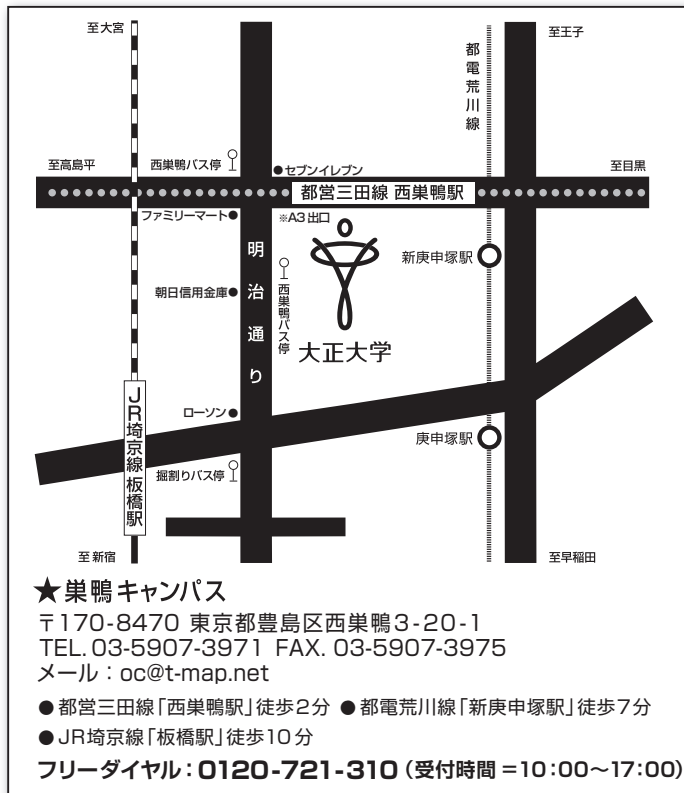 至大宮
至王子
都電荒川線
至高島平
西巣鴨バス停
●セブンイレブン
至目黒
都営三田線 西巣鴨駅
ファミリーマート●
※A3出口
明治通り
新庚申塚駅
朝日信用金庫●
西巣鴨バス停
大正大学
JR埼京線 板橋駅
ローソン●
庚申塚駅
掘割りバス停
至新宿
至早稲田
★巣鴨キャンパス
〒170-8470 東京都豊島区西巣鴨3-20-1
TEL. 03-5907-3971 FAX. 03-5907-3975
メール：oc@t-map.net
●都営三田線「西巣鴨駅」徒歩2分 ●都電荒川線「新庚申塚駅」徒歩7分
●JR埼京線「板橋駅」徒歩10分
フリーダイヤル：0120-721-310（受付時間＝10：00〜17：00）